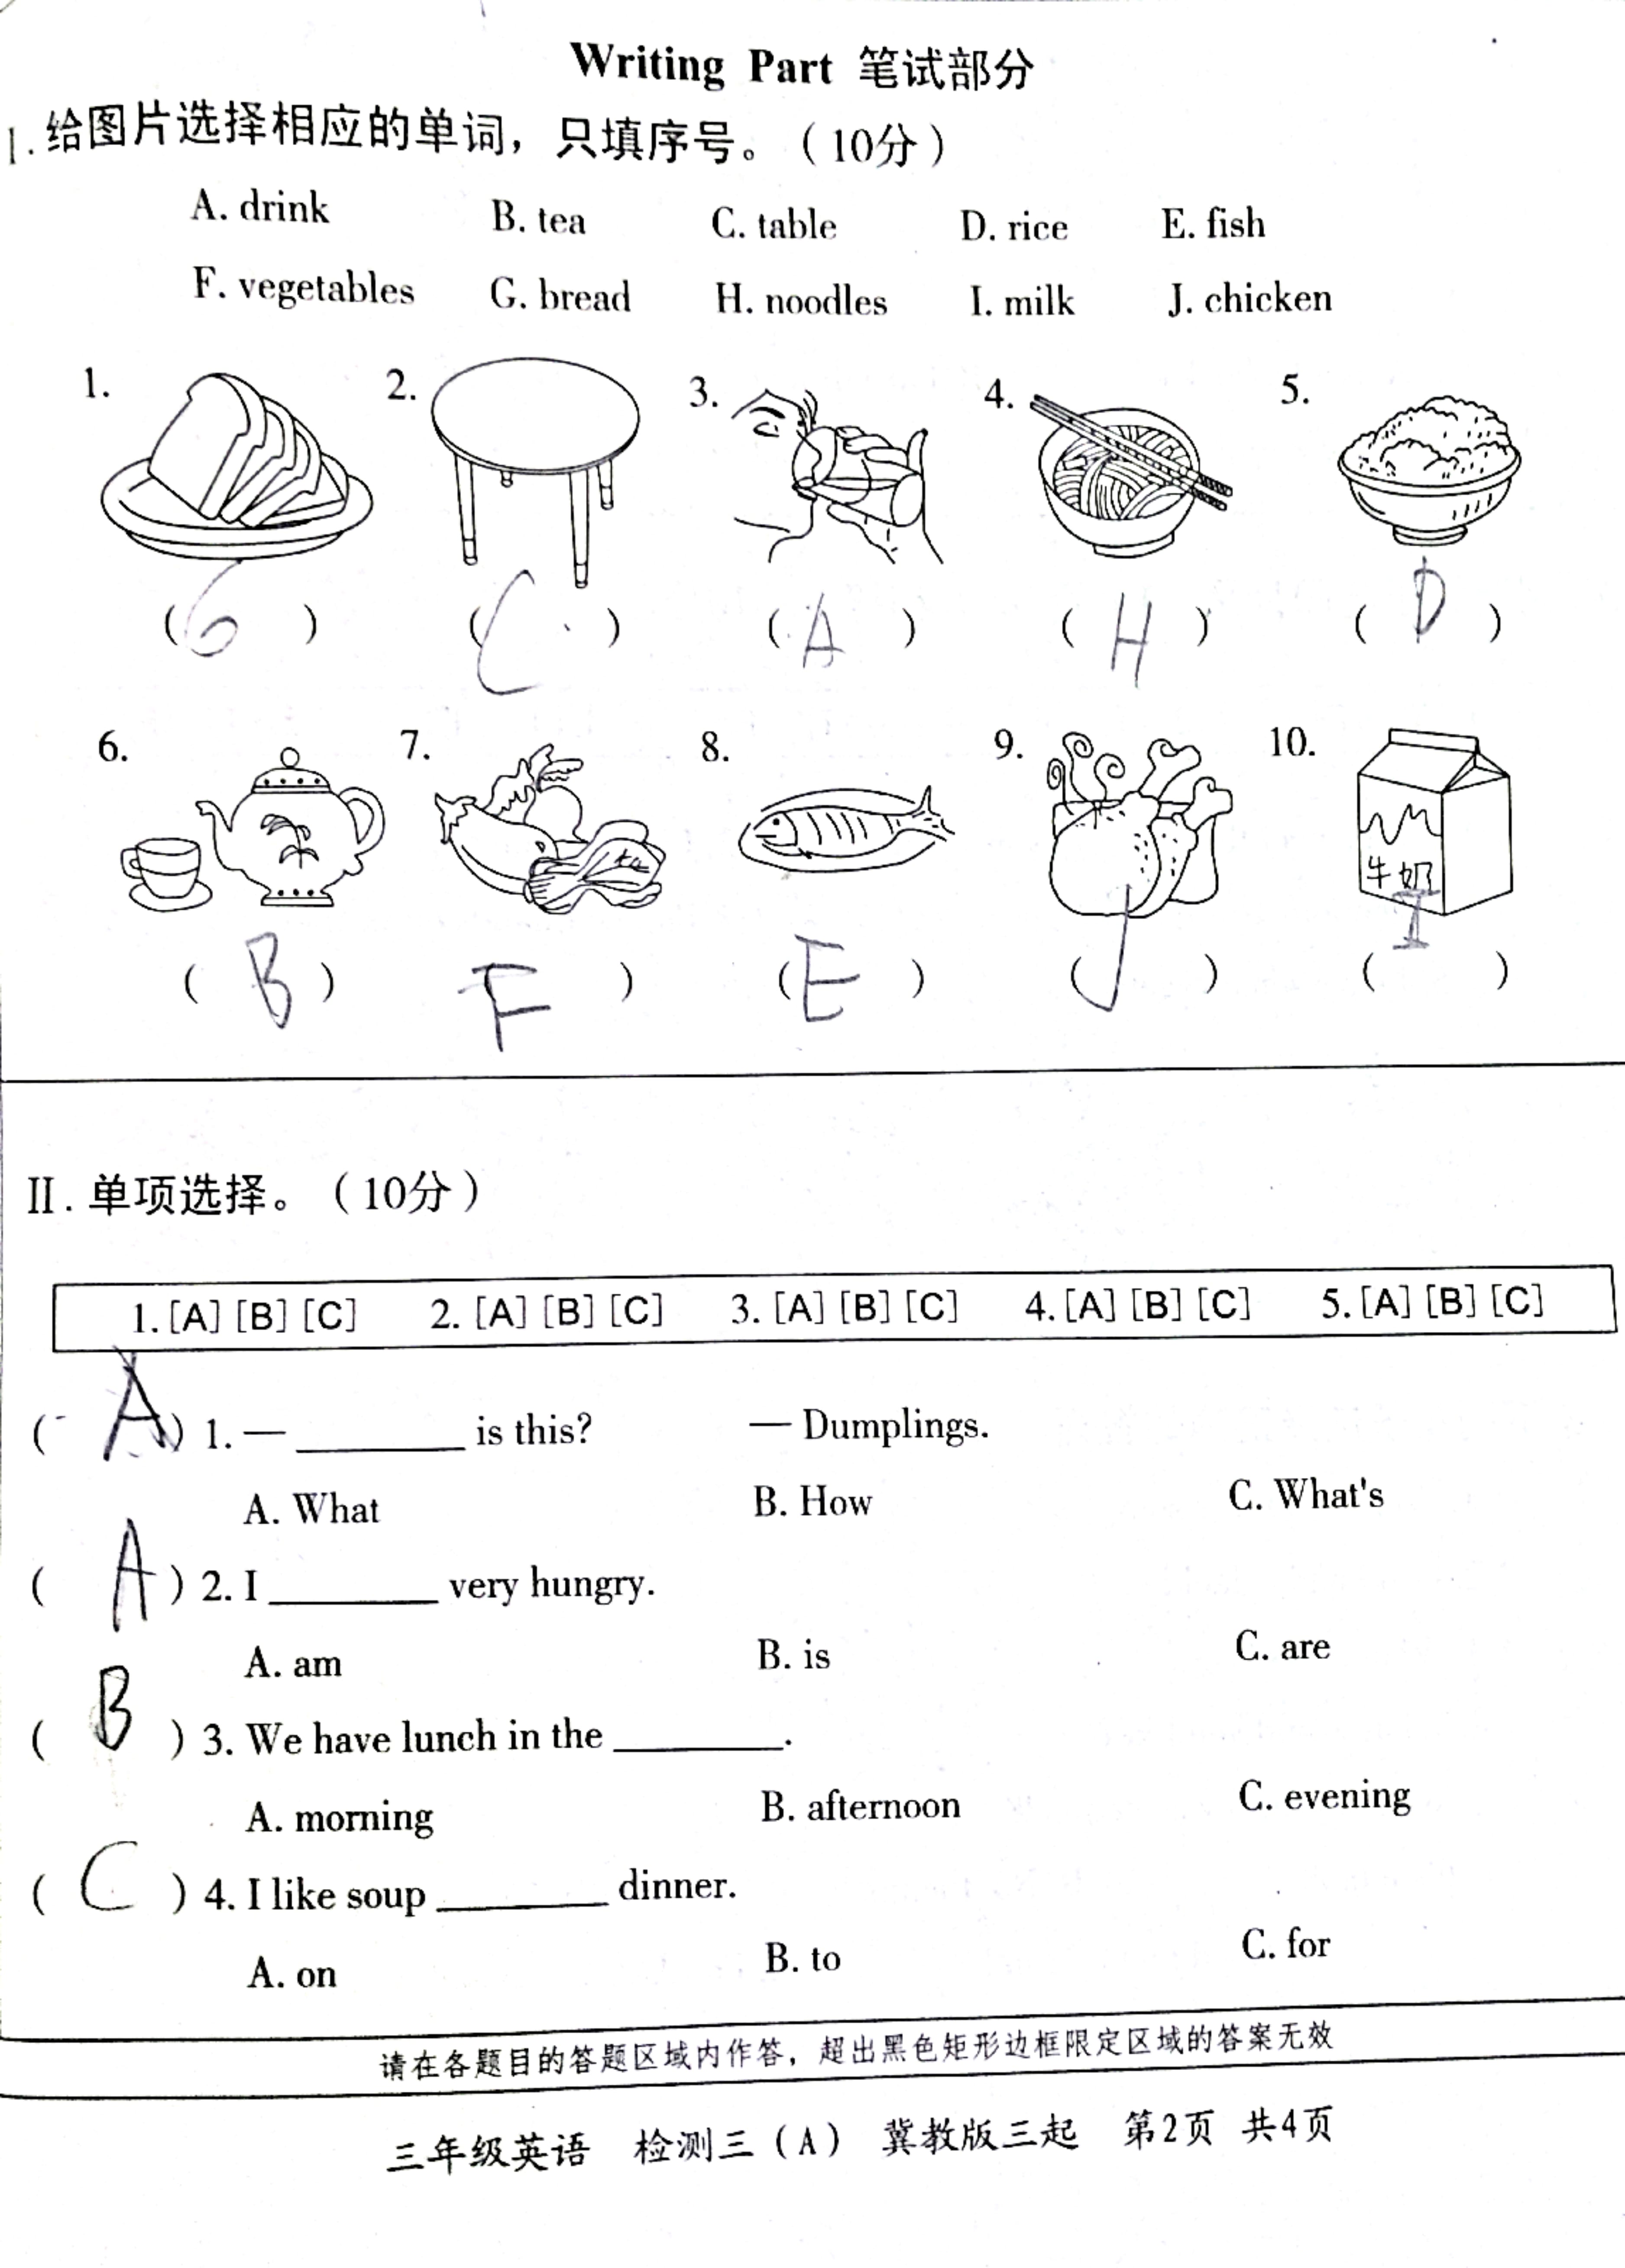 Writing Part 笔试部分
I.给图片选择相应的单词，只填序号。（10分）
A. drink B. tea C. table D. rice E. fish
F. vegetables G. bread H. noodles I. milk J. chicken
1. 2. 3. 4. 5.
( G ) ( C ) ( A ) ( H ) ( D )
6. 7. 8. 9. 10.
牛奶
( B ) F ) ( E ) ( J ) ( I )
II.单项选择。（10分）
1.[A] [B] [C] 2.[A] [B] [C] 3.[A] [B] [C] 4.[A] [B] [C] 5.[A] [B] [C]
( A ) 1. — ________ is this? — Dumplings.
A. What B. How C. What's
( A ) 2. I ________ very hungry.
A. am B. is C. are
( B ) 3. We have lunch in the ________.
A. morning B. afternoon C. evening
( C ) 4. I like soup ________ dinner.
A. on B. to C. for
请在各题目的答题区域内作答，超出黑色矩形边框限定区域的答案无效
三年级英语 检测三（A） 冀教版三起 第2页 共4页